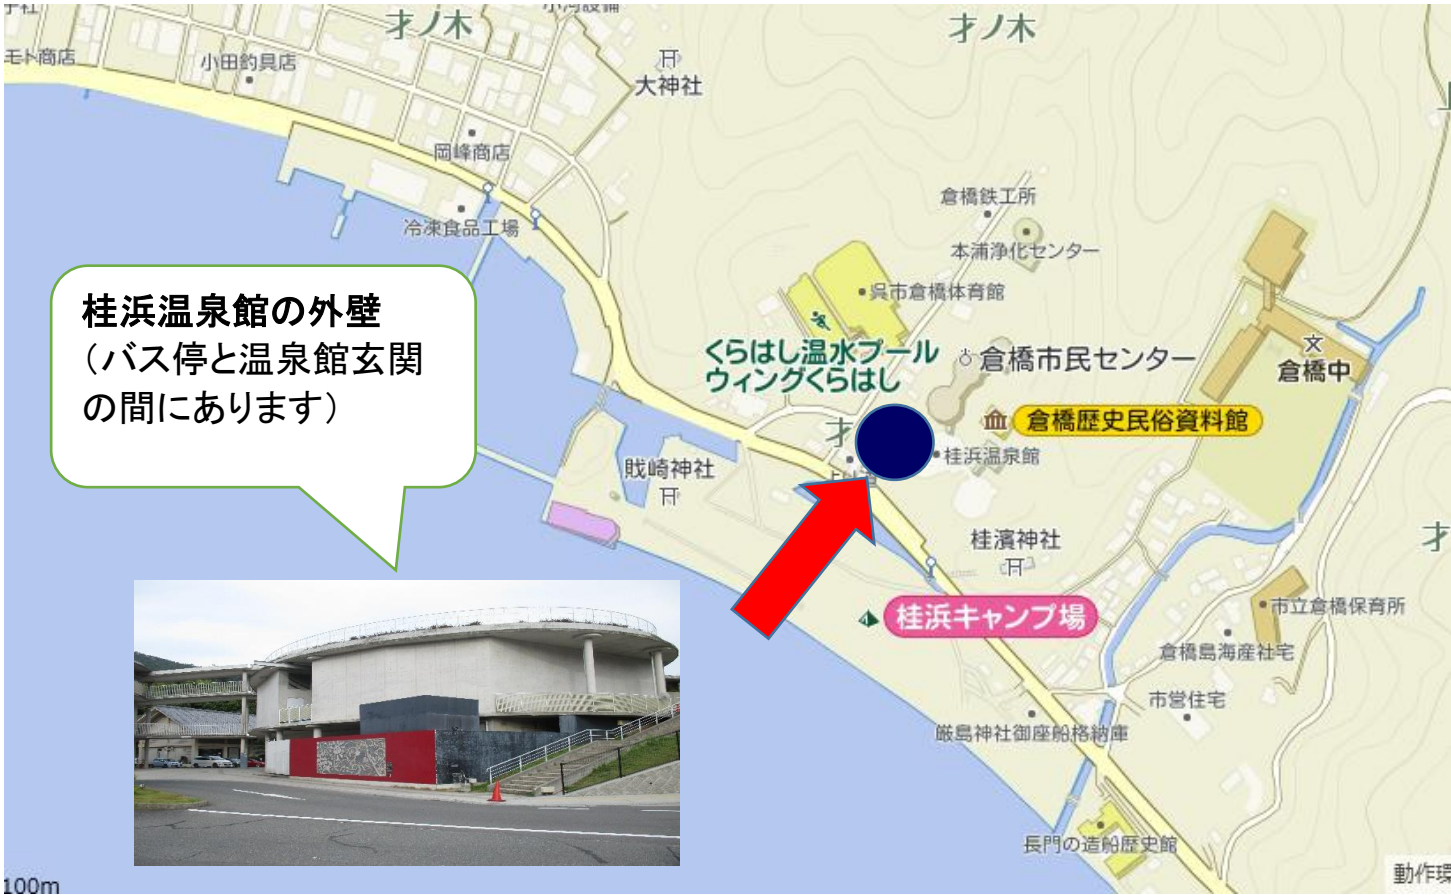 才ノ木
才ノ木
モト商店
小田釣具店
大神社
岡峰商店
冷凍食品工場
倉橋鉄工所
本浦浄化センター
呉市倉橋体育館
桂浜温泉館の外壁
（バス停と温泉館玄関
の間にあります）
くらはし温水プール
ウィングくらはし
倉橋市民センター
文
倉橋中
倉橋歴史民俗資料館
才
桂浜温泉館
戝崎神社
桂濱神社
才
桂浜キャンプ場
市立倉橋保育所
倉橋島海産社宅
市営住宅
厳島神社御座船格納庫
長門の造船歴史館
動作環
100m